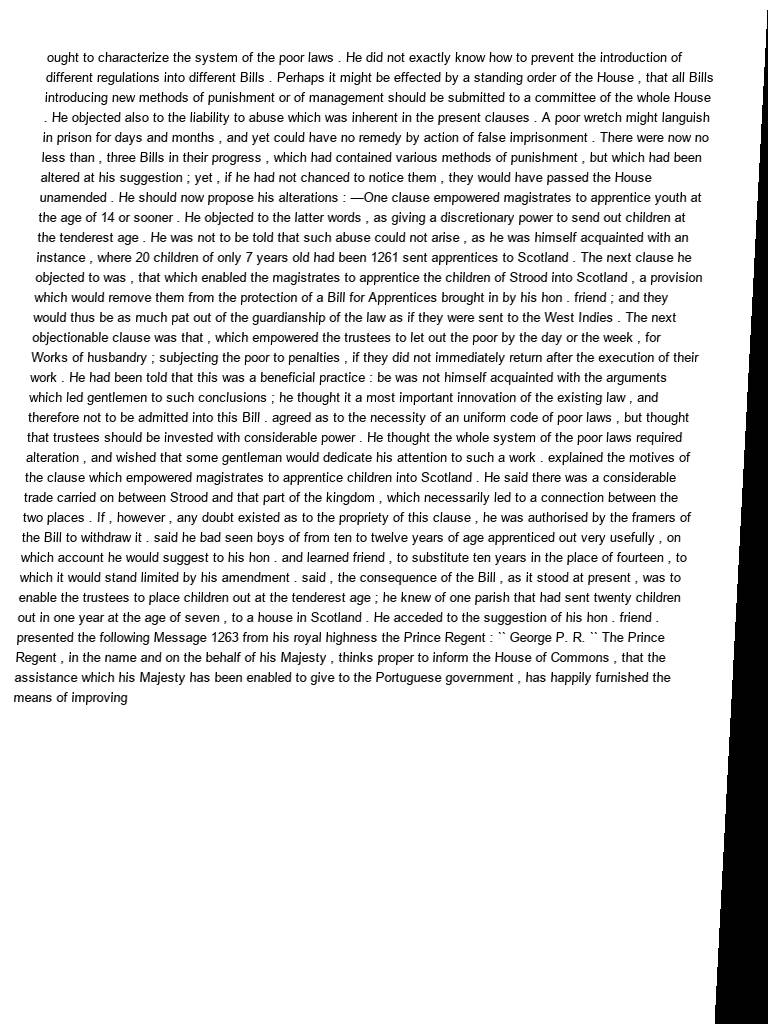 ought to characterize the system of the poor laws . He did not exactly know how to prevent the introduction of
different regulations into different Bills . Perhaps it might be effected by a standing order of the House , that all Bills
introducing new methods of punishment or of management should be submitted to a committee of the whole House
. He objected also to the liability to abuse which was inherent in the present clauses . A poor wretch might languish
in prison for days and months , and yet could have no remedy by action of false imprisonment . There were now no
less than , three Bills in their progress , which had contained various methods of punishment , but which had been
altered at his suggestion ; yet , if he had not chanced to notice them , they would have passed the House
unamended . He should now propose his alterations : —One clause empowered magistrates to apprentice youth at
the age of 14 or sooner . He objected to the latter words , as giving a discretionary power to send out children at
the tenderest age . He was not to be told that such abuse could not arise , as he was himself acquainted with an
instance , where 20 children of only 7 years old had been 1261 sent apprentices to Scotland . The next clause he
objected to was , that which enabled the magistrates to apprentice the children of Strood into Scotland , a provision
which would remove them from the protection of a Bill for Apprentices brought in by his hon . friend ; and they
would thus be as much pat out of the guardianship of the law as if they were sent to the West Indies . The next
objectionable clause was that , which empowered the trustees to let out the poor by the day or the week , for
Works of husbandry ; subjecting the poor to penalties , if they did not immediately return after the execution of their
work . He had been told that this was a beneficial practice : be was not himself acquainted with the arguments
which led gentlemen to such conclusions ; he thought it a most important innovation of the existing law , and
therefore not to be admitted into this Bill . agreed as to the necessity of an uniform code of poor laws , but thought
that trustees should be invested with considerable power . He thought the whole system of the poor laws required
alteration , and wished that some gentleman would dedicate his attention to such a work . explained the motives of
the clause which empowered magistrates to apprentice children into Scotland . He said there was a considerable
trade carried on between Strood and that part of the kingdom , which necessarily led to a connection between the
two places . If , however , any doubt existed as to the propriety of this clause , he was authorised by the framers of
the Bill to withdraw it . said he bad seen boys of from ten to twelve years of age apprenticed out very usefully , on
which account he would suggest to his hon . and learned friend , to substitute ten years in the place of fourteen , to
which it would stand limited by his amendment . said , the consequence of the Bill , as it stood at present , was to
enable the trustees to place children out at the tenderest age ; he knew of one parish that had sent twenty children
out in one year at the age of seven , to a house in Scotland . He acceded to the suggestion of his hon . friend .
presented the following Message 1263 from his royal highness the Prince Regent : `` George P. R. `` The Prince
Regent , in the name and on the behalf of his Majesty , thinks proper to inform the House of Commons , that the
assistance which his Majesty has been enabled to give to the Portuguese government , has happily furnished the
means of improving